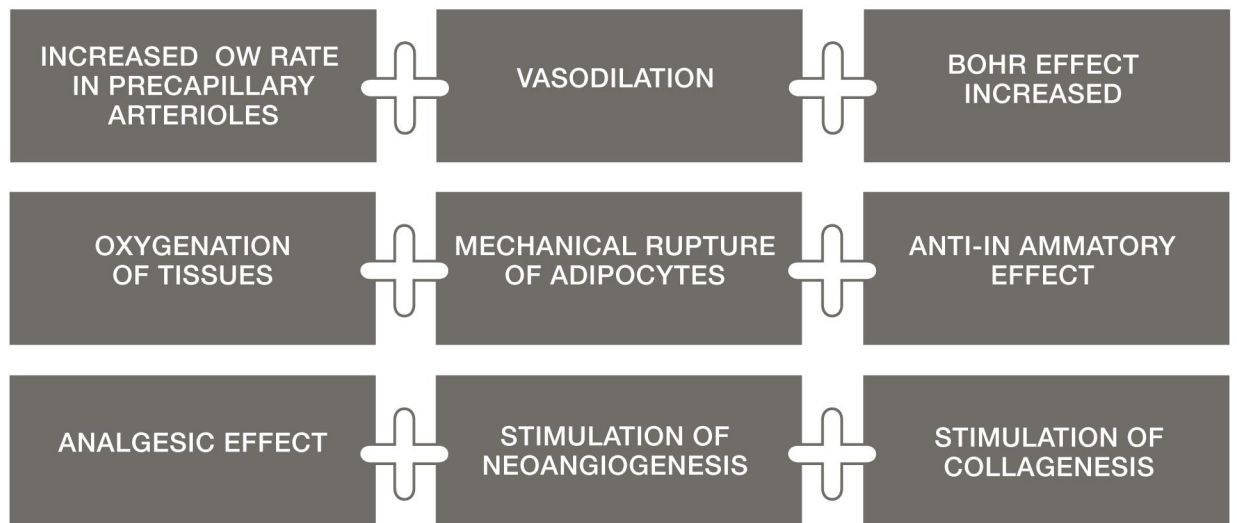 INCREASED  OW RATE
IN PRECAPILLARY
ARTERIOLES
VASODILATION
BOHR EFFECT
INCREASED
OXYGENATION
OF TISSUES
MECHANICAL RUPTURE
OF ADIPOCYTES
ANTI-IN AMMATORY
EFFECT
ANALGESIC EFFECT
STIMULATION OF
NEOANGIOGENESIS
STIMULATION OF
COLLAGENESIS